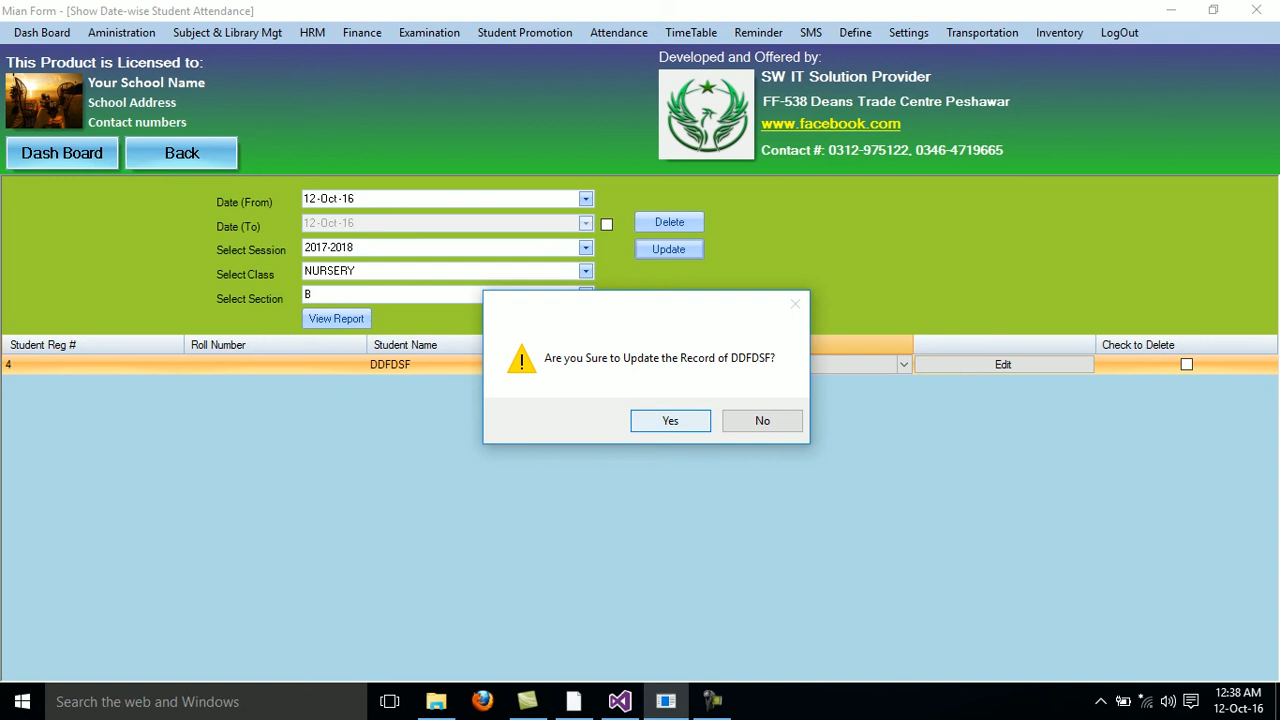 Mian Form - [Show Date-wise Student Attendance]
Dash Board Aministration Subject & Library Mgt HRM Finance Examination Student Promotion Attendance TimeTable Reminder SMS Define Settings Transportation Inventory LogOut
This Product is Licensed to:
Your School Name
School Address
Contact numbers
Developed and Offered by:
SW IT Solution Provider
FF-538 Deans Trade Centre Peshawar
www.facebook.com
Contact #: 0312-975122, 0346-4719665
Dash Board Back
Date (From) 12-Oct-16
Date (To) 12-Oct-16 Delete
Select Session 2017-2018 Update
Select Class NURSERY
Select Section B
View Report
Student Reg # Roll Number Student Name Check to Delete
4 DDFDSF Edit
Are you Sure to Update the Record of DDFDSF?
Yes No
Search the web and Windows
12:38 AM
12-Oct-16